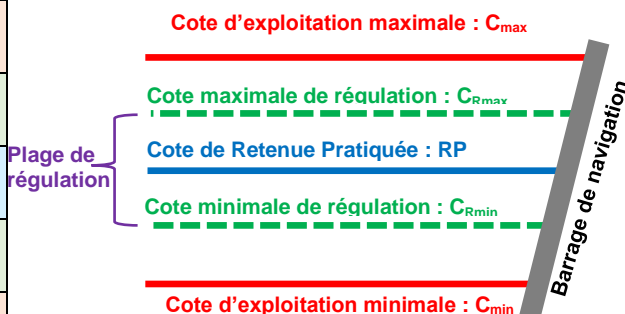 Cote d'exploitation maximale : Cmax
Cote maximale de régulation : CRmax
Plage de
régulation
Cote de Retenue Pratiquée : RP
Cote minimale de régulation : CRmin
Cote d'exploitation minimale : Cmin
Barrage de navigation